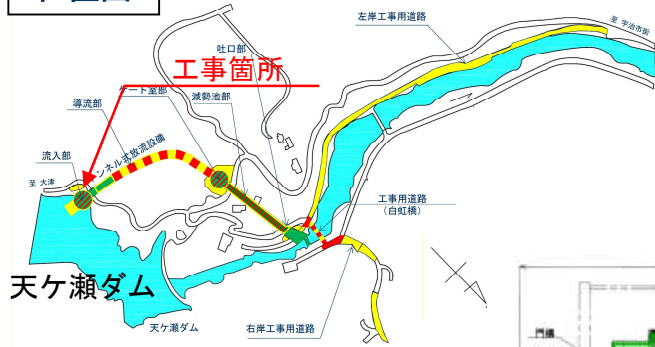 左岸工事用道路
至 宇治市街
吐口部
工事箇所
ゲート室部
減勢池部
導流部
トンネル式放流設備
流入部
至 大津
工事用道路
(白虹橋)
天ケ瀬ダム
天ケ瀬ダム
右岸工事用道路